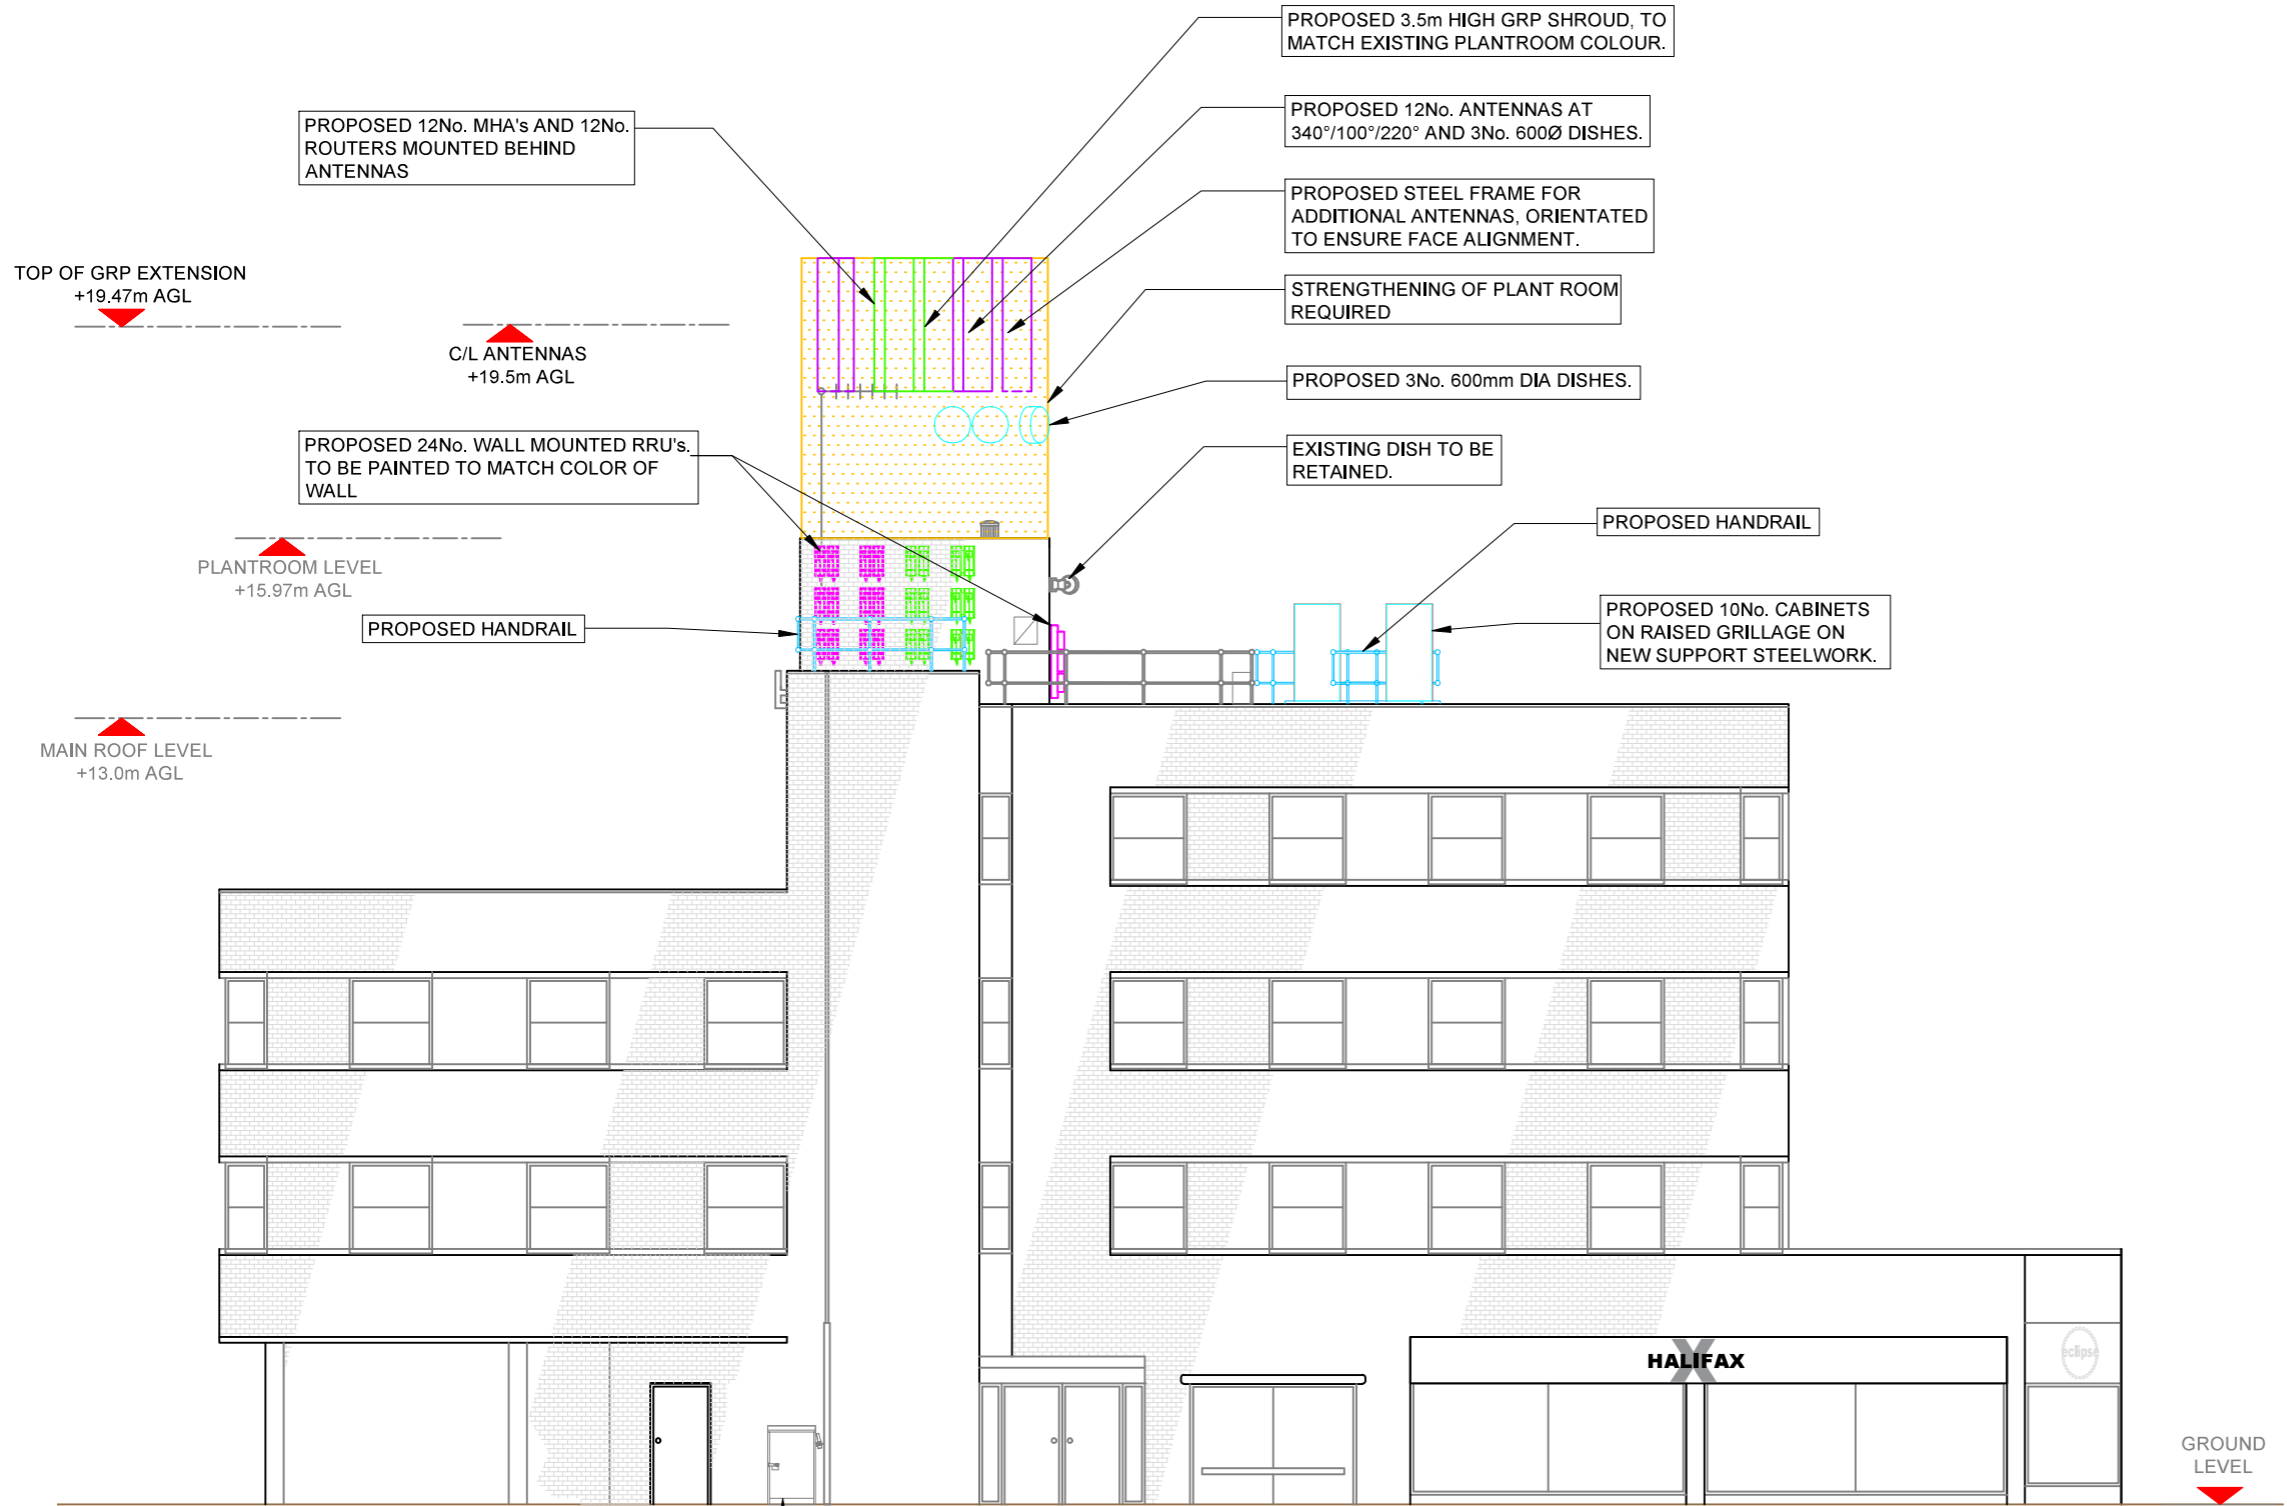 PROPOSED 3.5m HIGH GRP SHROUD, TO
MATCH EXISTING PLANTROOM COLOUR.
PROPOSED 12No. MHA's AND 12No.
ROUTERS MOUNTED BEHIND
ANTENNAS
PROPOSED 12No. ANTENNAS AT
340°/100°/220° AND 3No. 600Ø DISHES.
PROPOSED STEEL FRAME FOR
ADDITIONAL ANTENNAS, ORIENTATED
TO ENSURE FACE ALIGNMENT.
TOP OF GRP EXTENSION
+19.47m AGL
STRENGTHENING OF PLANT ROOM
REQUIRED
C/L ANTENNAS
+19.5m AGL
PROPOSED 3No. 600mm DIA DISHES.
PROPOSED 24No. WALL MOUNTED RRU's.
TO BE PAINTED TO MATCH COLOR OF
WALL
EXISTING DISH TO BE
RETAINED.
PROPOSED HANDRAIL
PLANTROOM LEVEL
+15.97m AGL
PROPOSED HANDRAIL
PROPOSED 10No. CABINETS
ON RAISED GRILLAGE ON
NEW SUPPORT STEELWORK.
MAIN ROOF LEVEL
+13.0m AGL
HALIFAX
eclipse
GROUND
LEVEL